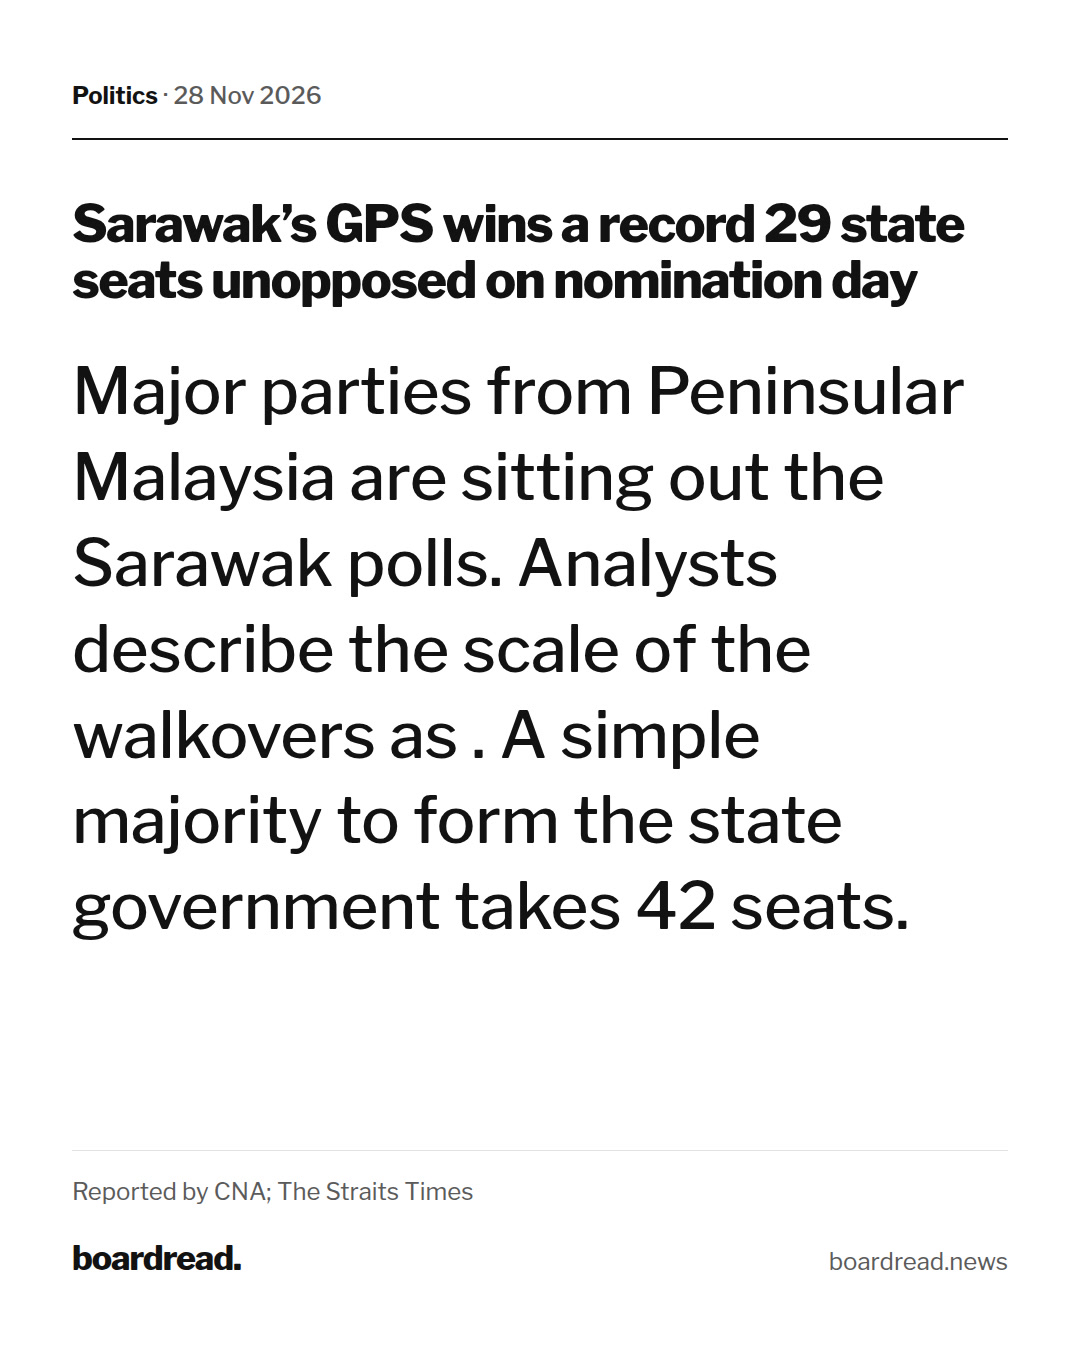 Politics · 28 Nov 2026
Sarawak’s GPS wins a record 29 state
seats unopposed on nomination day
Major parties from Peninsular
Malaysia are sitting out the
Sarawak polls. Analysts
describe the scale of the
walkovers as . A simple
majority to form the state
government takes 42 seats.
Reported by CNA; The Straits Times
boardread.
boardread.news